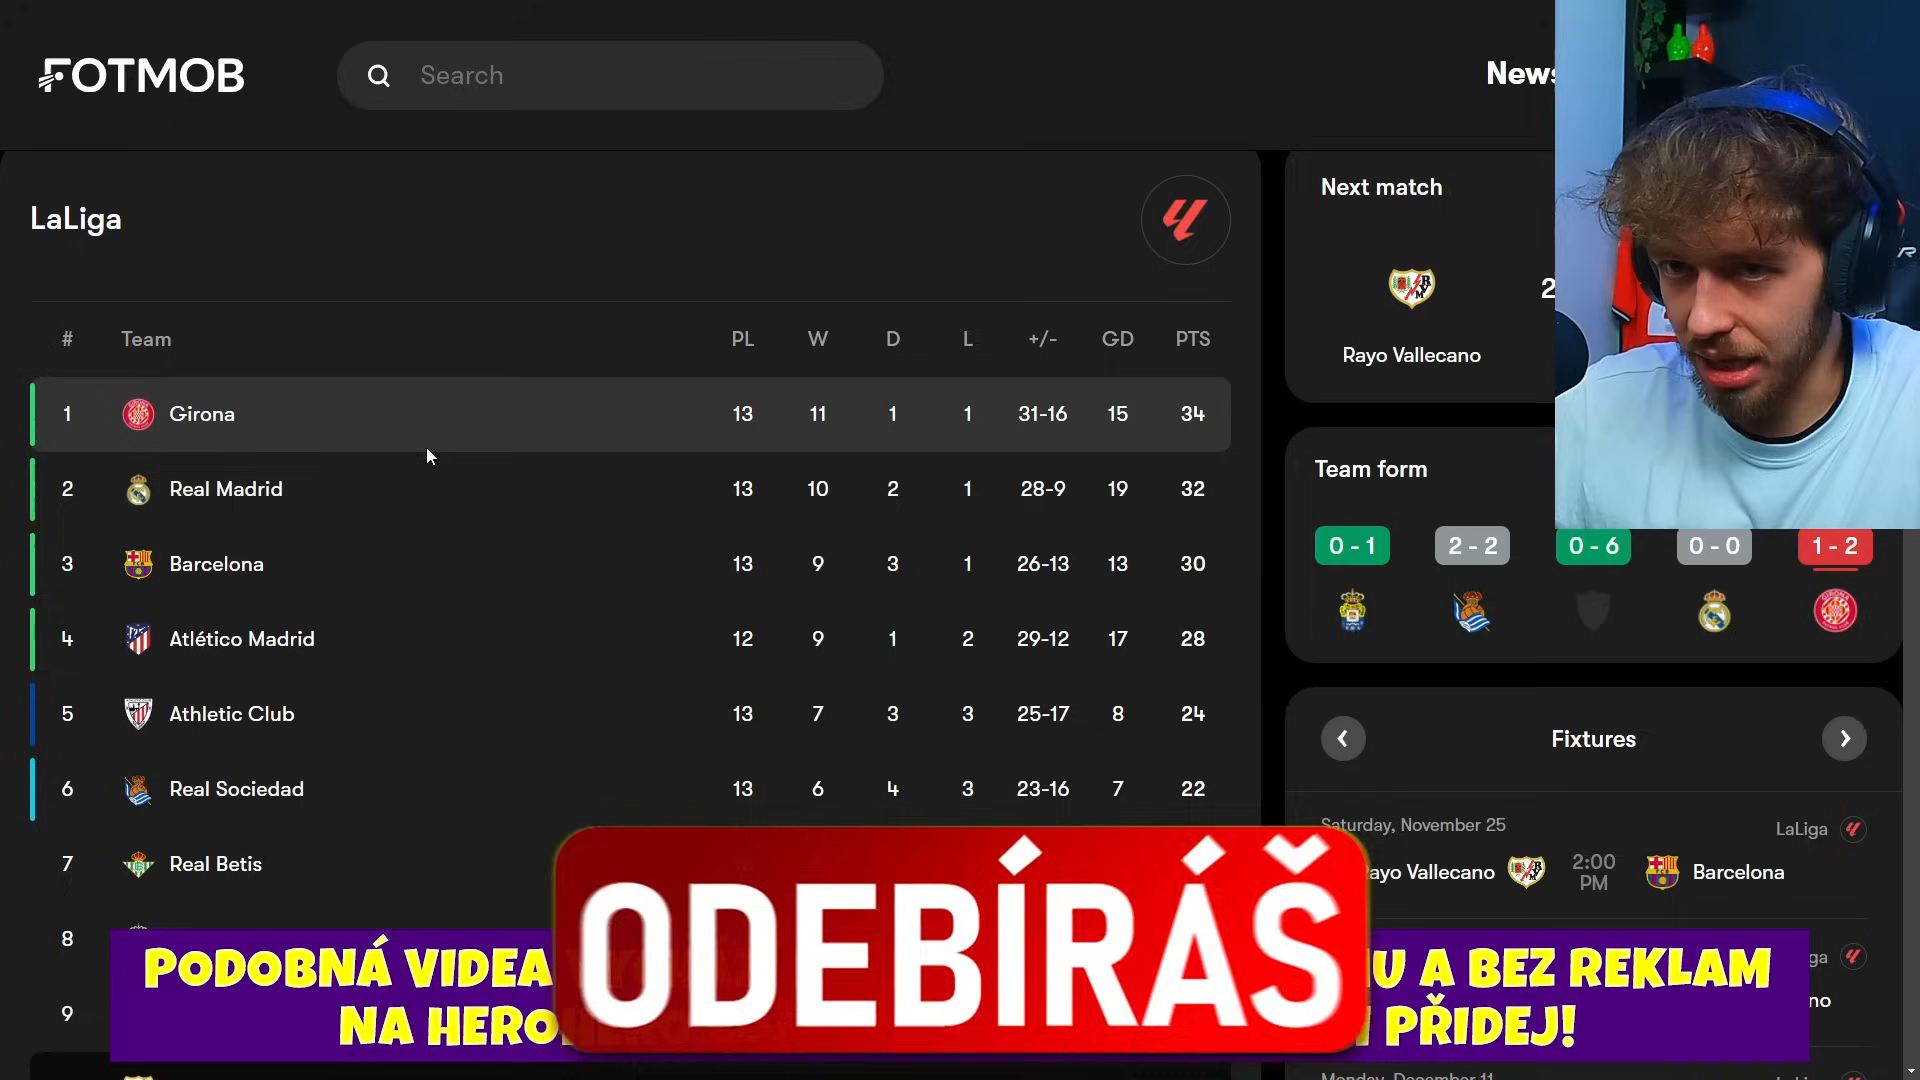 FOTMOB
Search
LaLiga
# Team PL W D L +/- GD PTS
1 Girona 13 11 1 1 31-16 15 34
2 Real Madrid 13 10 2 1 28-9 19 32
3 Barcelona 13 9 3 1 26-13 13 30
4 Atlético Madrid 12 9 1 2 29-12 17 28
5 Athletic Club 13 7 3 3 25-17 8 24
6 Real Sociedad 13 6 4 3 23-16 7 22
7 Real Betis
8
9
Next match
Rayo Vallecano
Team form
0 - 1 2 - 2 0 - 6 0 - 0 1 - 2
Fixtures
Saturday, November 25 LaLiga
Rayo Vallecano 2:00 PM Barcelona
PODOBNÁ VIDEA A BEZ REKLAM
PŘIDEJ!
ODEBÍRÁŠ